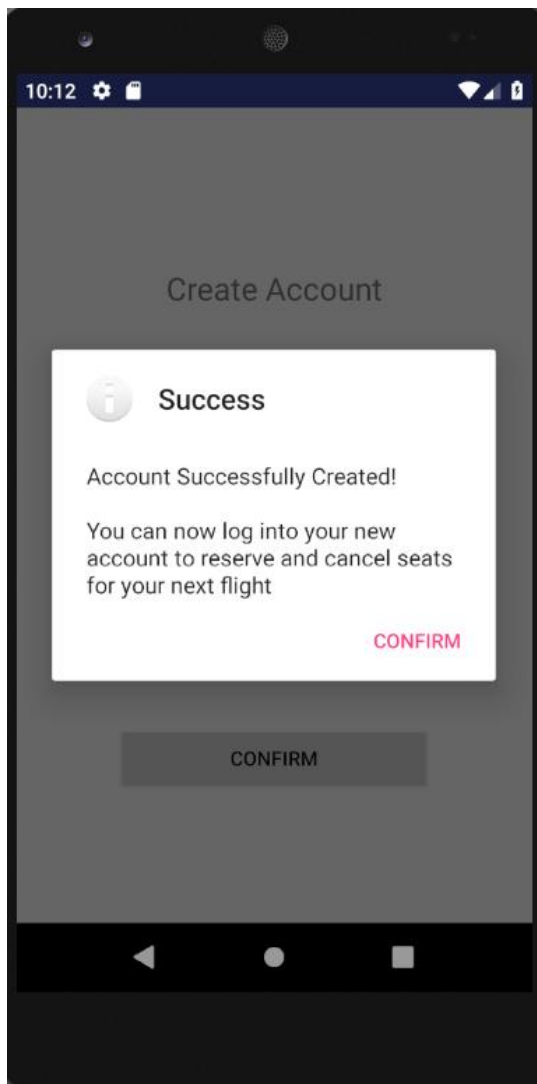 10:12
Create Account
Success
Account Successfully Created!
You can now log into your new
account to reserve and cancel seats
for your next flight
CONFIRM
CONFIRM